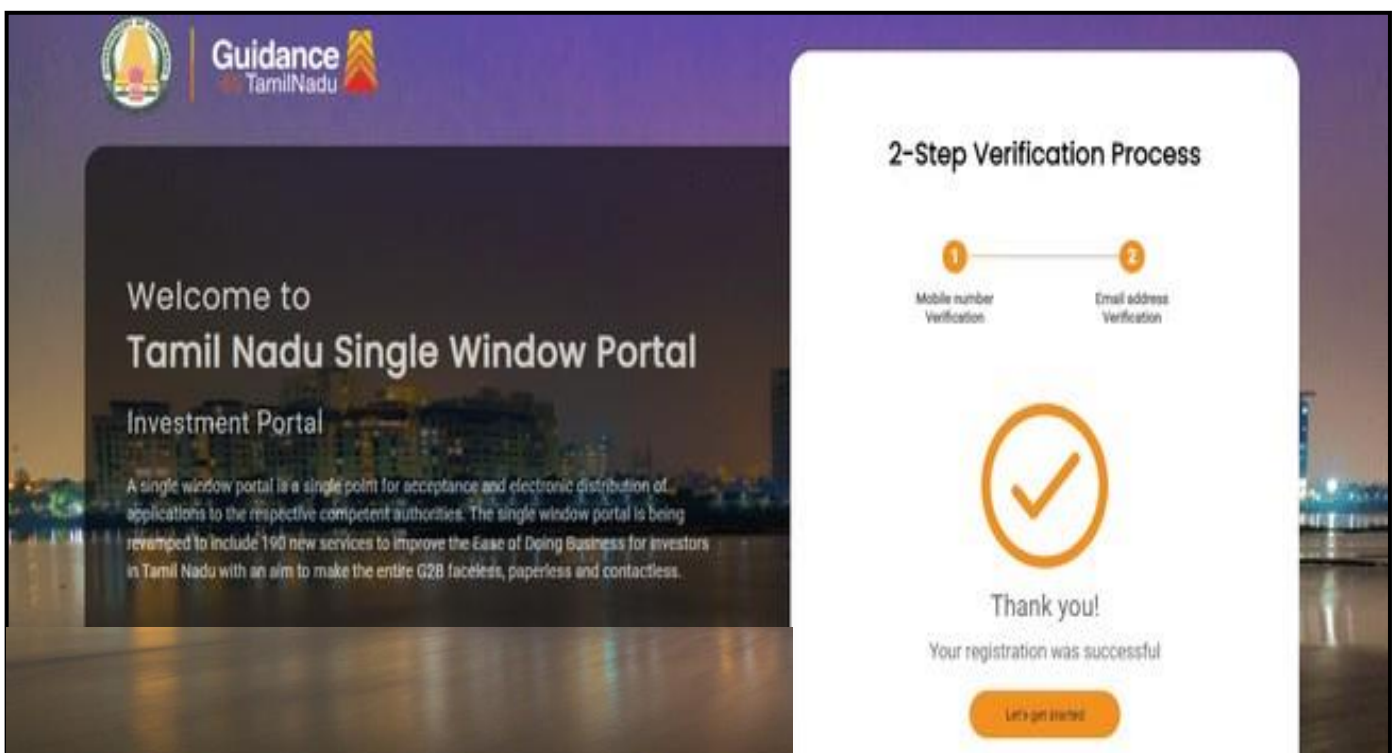 Guidance
TamilNadu
Welcome to
Tamil Nadu Single Window Portal
Investment Portal
A single window portal is a single point for acceptance and electronic distribution of
applications to the respective competent authorities. The single window portal is being
revamped to include 190 new services to improve the Ease of Doing Business for investors
in Tamil Nadu with an aim to make the entire G2B faceless, paperless and contactless.
2-Step Verification Process
1
2
Mobile number
Verification
Email address
Verification
Thank you!
Your registration was successful
Let's get started